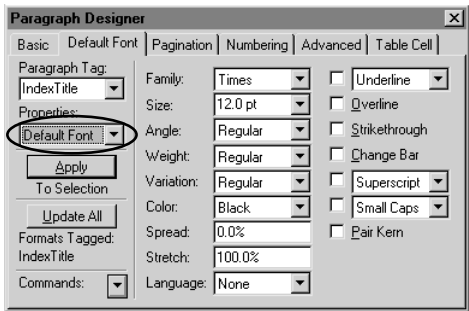 Paragraph Designer
Basic Default Font Pagination Numbering Advanced Table Cell
Paragraph Tag:
IndexTitle
Properties:
Default Font
Apply
To Selection
Update All
Formats Tagged:
IndexTitle
Commands:
Family: Times
Size: 12.0 pt
Angle: Regular
Weight: Regular
Variation: Regular
Color: Black
Spread: 0.0%
Stretch: 100.0%
Language: None
Underline
Overline
Strikethrough
Change Bar
Superscript
Small Caps
Pair Kern